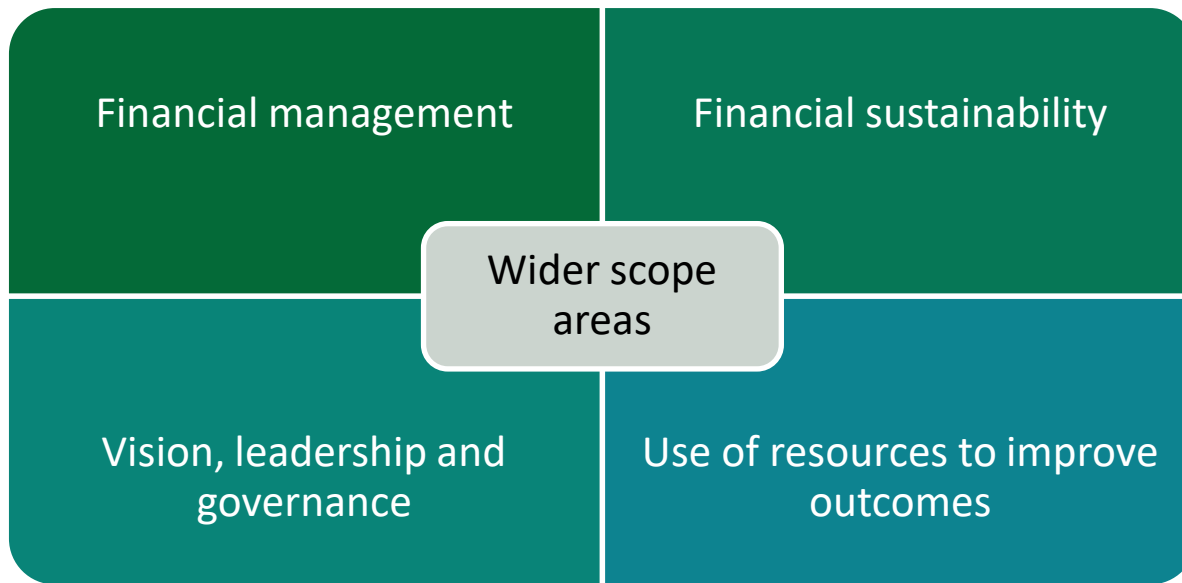 Financial management
Financial sustainability
Wider scope
areas
Vision, leadership and
governance
Use of resources to improve
outcomes